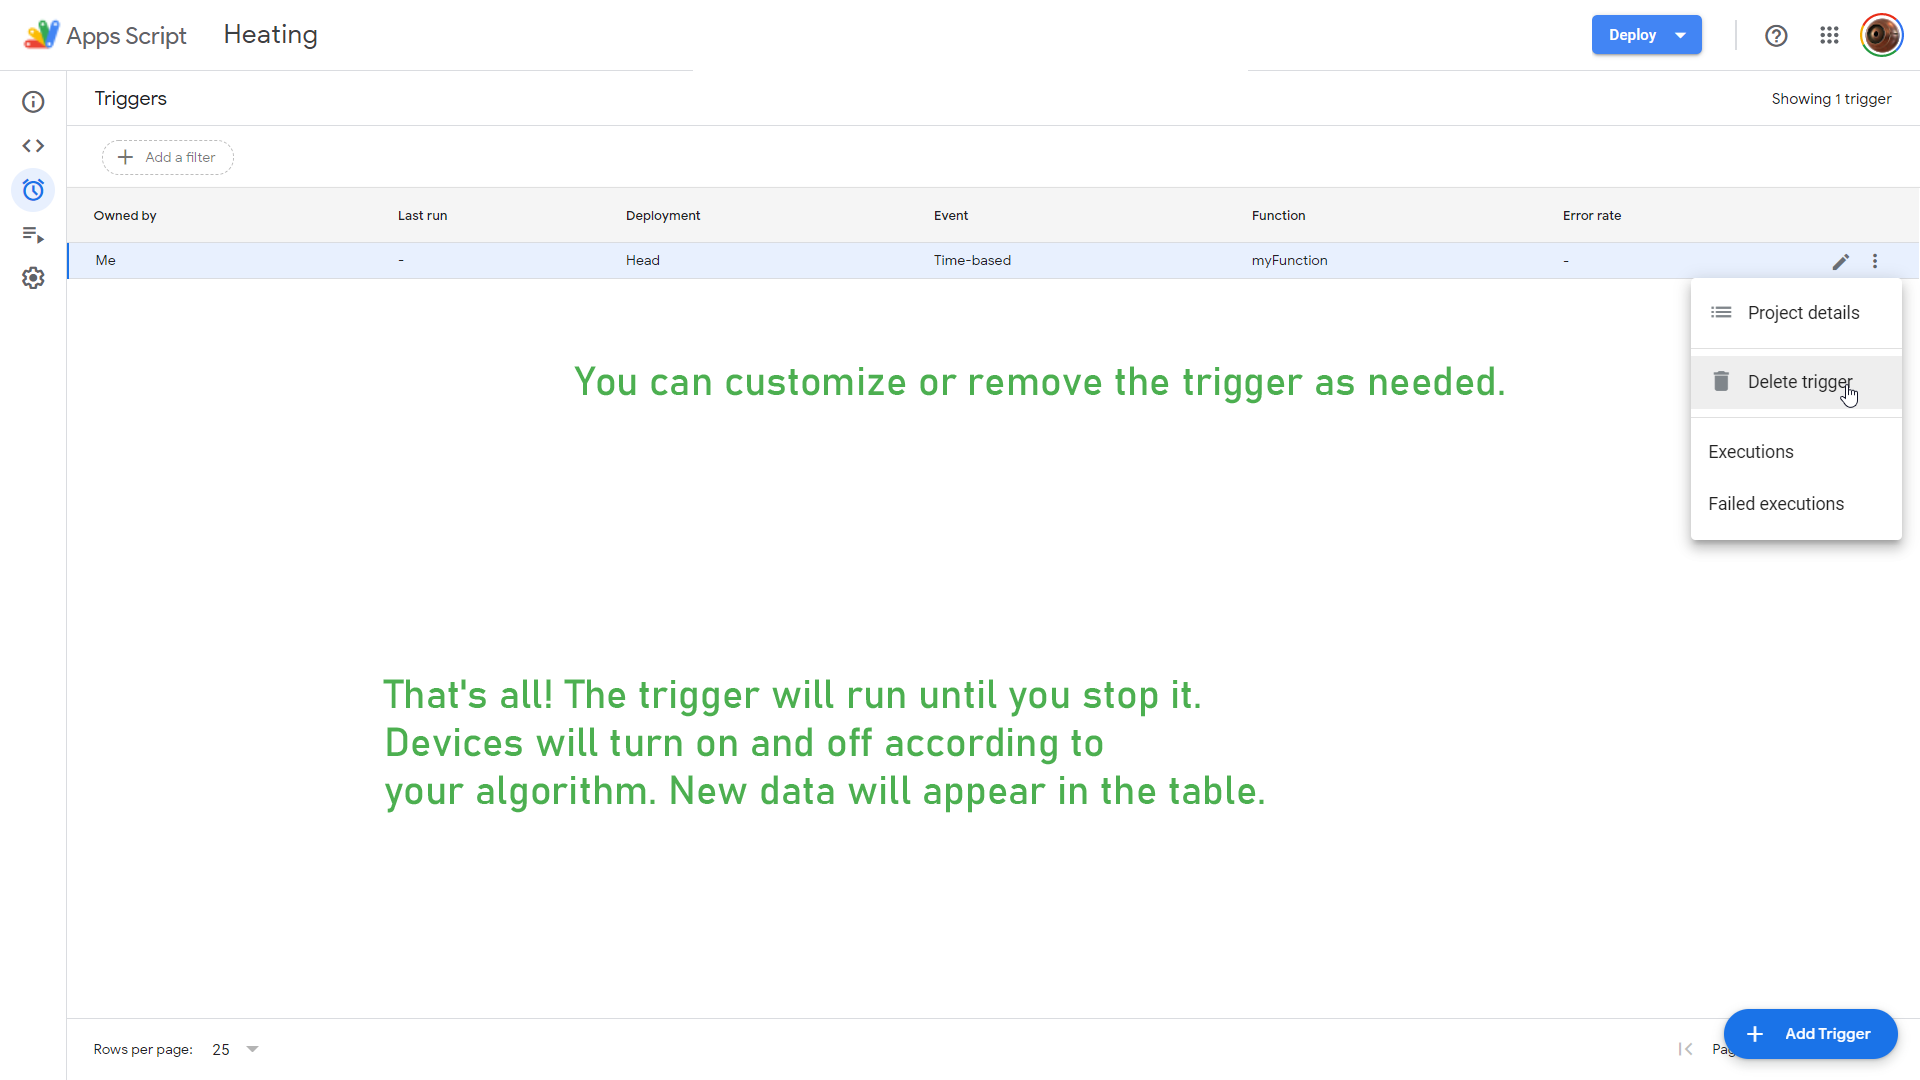 Apps Script
Heating
Deploy
Triggers
Showing 1 trigger
Add a filter
Owned by
Last run
Deployment
Event
Function
Error rate
Me
-
Head
Time-based
myFunction
-
Project details
Delete trigger
Executions
Failed executions
You can customize or remove the trigger as needed.
That's all! The trigger will run until you stop it.
Devices will turn on and off according to
your algorithm. New data will appear in the table.
Rows per page:
25
Add Trigger